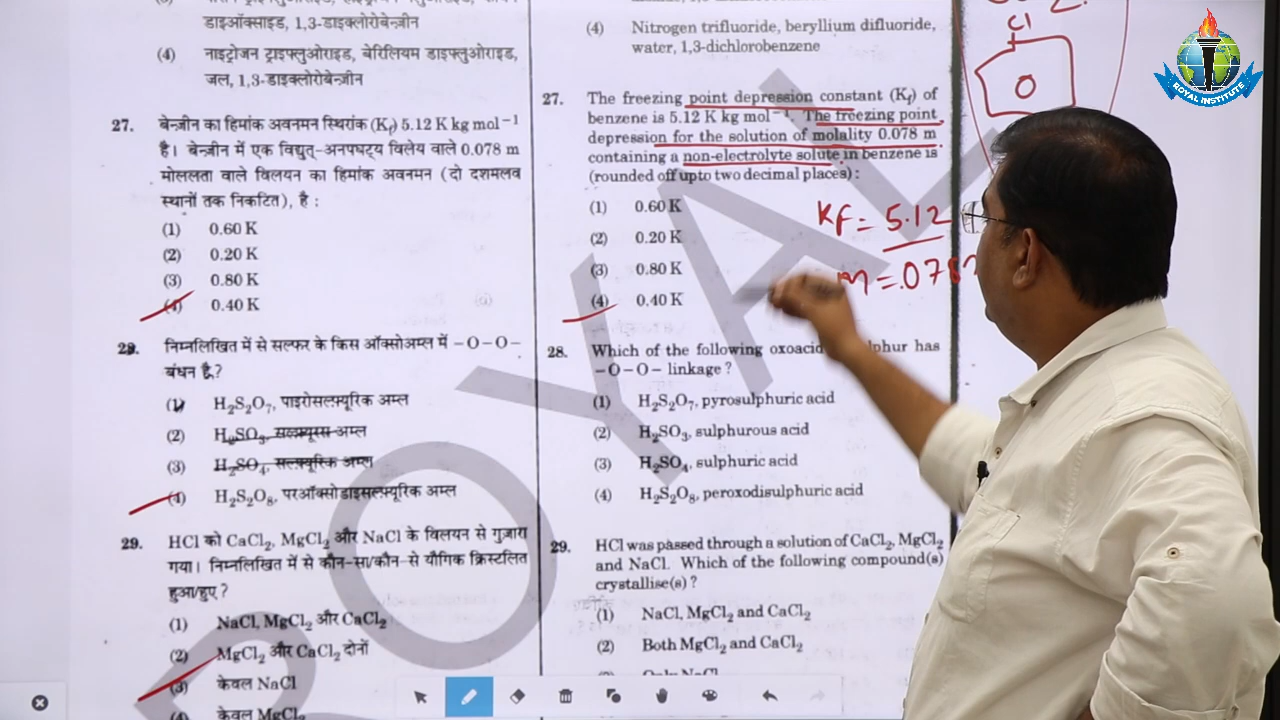 डाइऑक्साइड, 1,3-डाइक्लोरोबेन्ज़ीन
(4) नाइट्रोजन ट्राइफ्लुओराइड, बेरिलियम डाइफ्लुओराइड,
जल, 1,3-डाइक्लोरोबेन्ज़ीन
27. बेन्ज़ीन का हिमांक अवनमन स्थिरांक (Kf) 5.12 K kg mol⁻¹
है। बेन्ज़ीन में एक विद्युत्-अनपघट्य विलेय वाले 0.078 m
मोललता वाले विलयन का हिमांक अवनमन (दो दशमलव
स्थानों तक निकटित), है :
(1) 0.60 K
(2) 0.20 K
(3) 0.80 K
(4) 0.40 K
28. निम्नलिखित में से सल्फर के किस ऑक्सोअम्ल में –O–O–
बंधन है ?
(1) H₂S₂O₇, पाइरोसल्फ़्यूरिक अम्ल
(2) H₂SO₃, सल्फ़्यूरस अम्ल
(3) H₂SO₄, सल्फ़्यूरिक अम्ल
(4) H₂S₂O₈, परऑक्सोडाइसल्फ़्यूरिक अम्ल
29. HCl को CaCl₂, MgCl₂ और NaCl के विलयन से गुज़ारा
गया। निम्नलिखित में से कौन-सा/कौन-से यौगिक क्रिस्टलित
हुआ/हुए ?
(1) NaCl, MgCl₂ और CaCl₂
(2) MgCl₂ और CaCl₂ दोनों
(3) केवल NaCl
(4) केवल MgCl₂
(4) Nitrogen trifluoride, beryllium difluoride,
water, 1,3-dichlorobenzene
27. The freezing point depression constant (Kf) of
benzene is 5.12 K kg mol⁻¹. The freezing point
depression for the solution of molality 0.078 m
containing a non-electrolyte solute in benzene is
(rounded off upto two decimal places) :
(1) 0.60 K
(2) 0.20 K
(3) 0.80 K
(4) 0.40 K
28. Which of the following oxoacid sulphur has
–O–O– linkage ?
(1) H₂S₂O₇, pyrosulphuric acid
(2) H₂SO₃, sulphurous acid
(3) H₂SO₄, sulphuric acid
(4) H₂S₂O₈, peroxodisulphuric acid
29. HCl was passed through a solution of CaCl₂, MgCl₂
and NaCl. Which of the following compound(s)
crystallise(s) ?
(1) NaCl, MgCl₂ and CaCl₂
(2) Both MgCl₂ and CaCl₂
Only NaCl
Cl
O
Kf = 5.12
m = .078
ROYAL
ROYAL INSTITUTE